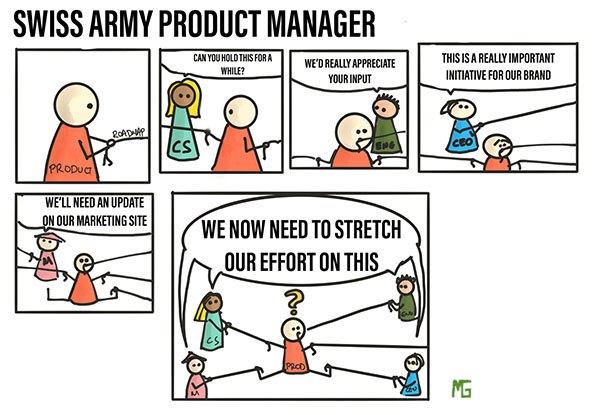 SWISS ARMY PRODUCT MANAGER
ROADMAP
PRODUCT
CAN YOU HOLD THIS FOR A
WHILE?
CS
WE'D REALLY APPRECIATE
YOUR INPUT
ENG
THIS IS A REALLY IMPORTANT
INITIATIVE FOR OUR BRAND
CEO
WE'LL NEED AN UPDATE
ON OUR MARKETING SITE
M
WE NOW NEED TO STRETCH
OUR EFFORT ON THIS
?
CS
ENG
PROD
M
CEO
MG